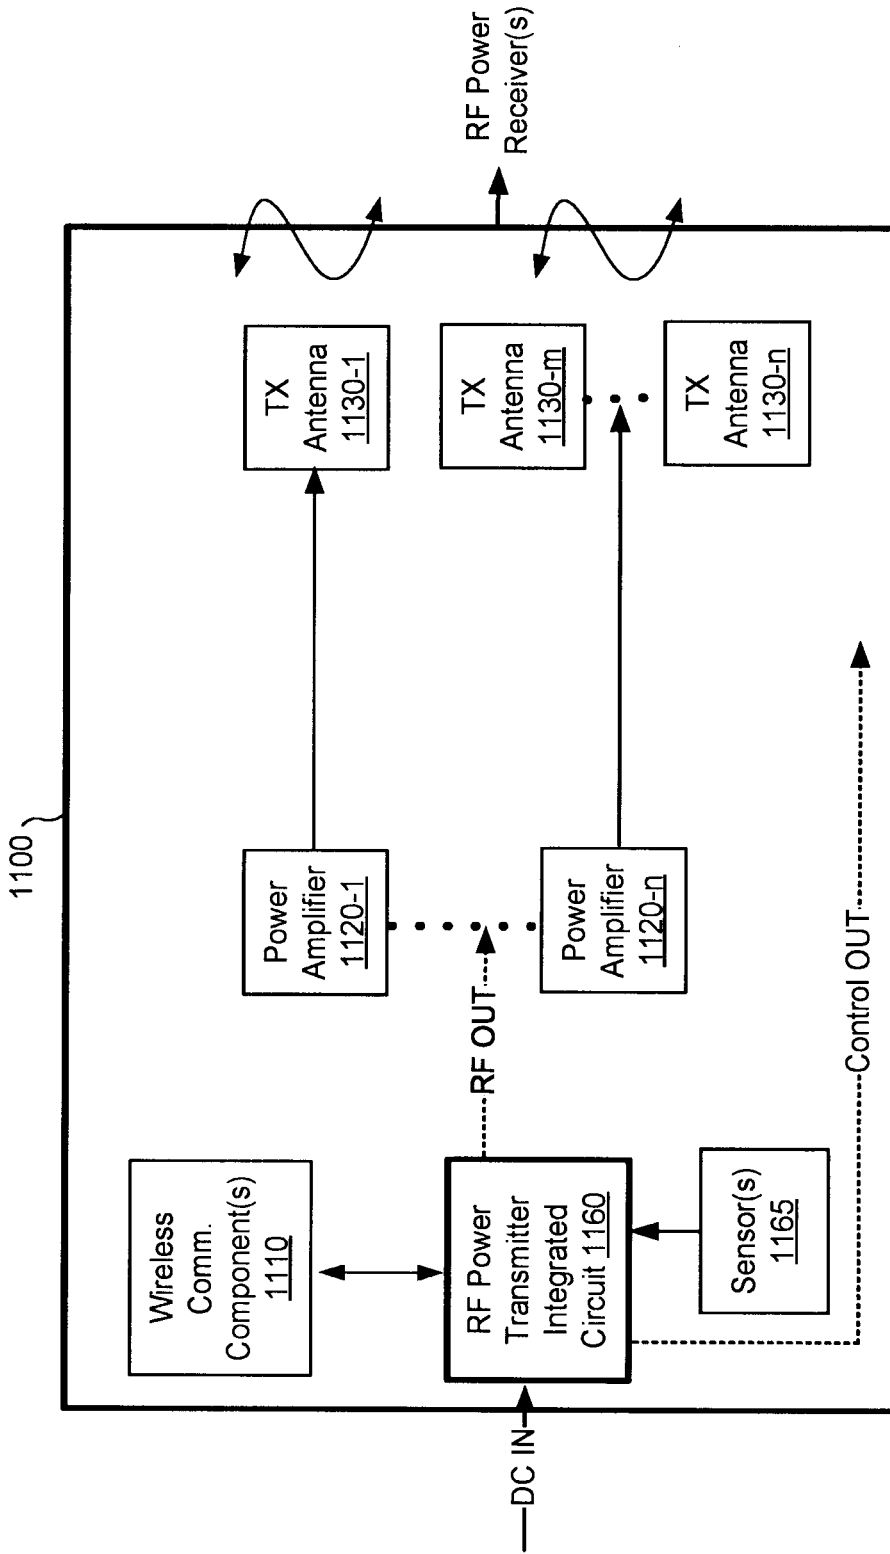 1100
Wireless
Comm.
Component(s)
1110
DC IN
RF Power
Transmitter
Integrated
Circuit 1160
Sensor(s)
1165
RF OUT
Control OUT
Power
Amplifier
1120-1
Power
Amplifier
1120-n
TX
Antenna
1130-1
TX
Antenna
1130-m
TX
Antenna
1130-n
RF Power
Receiver(s)